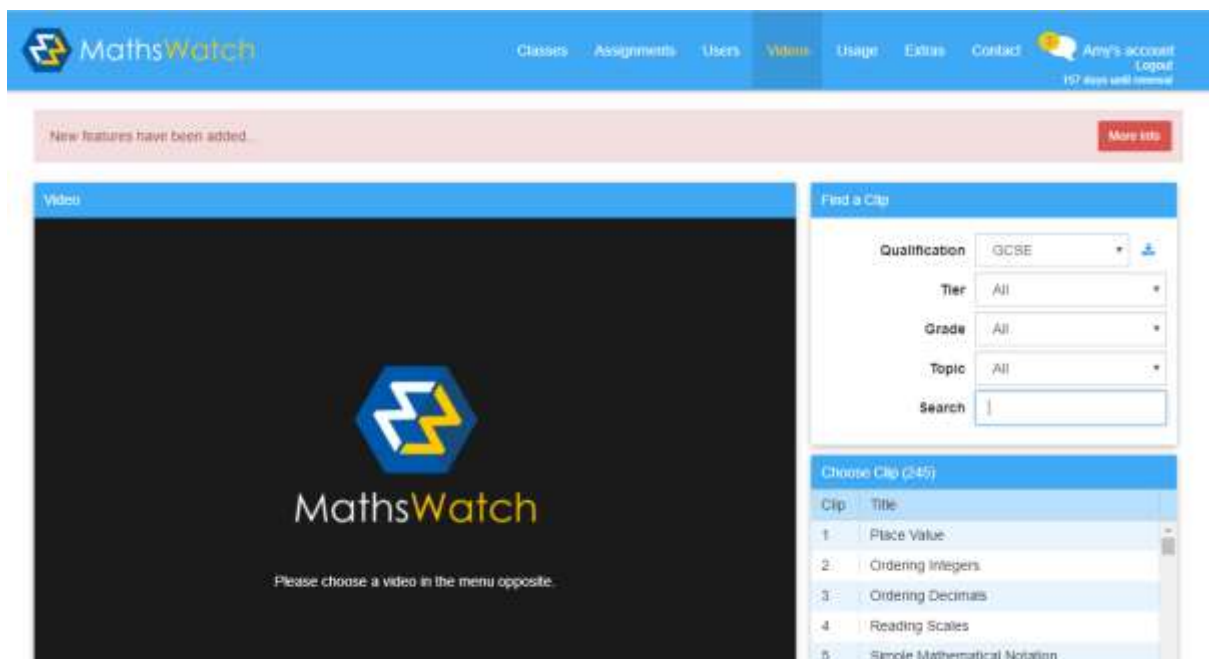 MathsWatch
Classes Assignments Users Videos Usage Extras Contact Amy's account
Logout
157 days until renewal
New features have been added...
More info
Video
MathsWatch
Please choose a video in the menu opposite.
Find a Clip
Qualification GCSE
Tier All
Grade All
Topic All
Search
Choose Clip (245)
Clip Title
1 Place Value
2 Ordering Integers
3 Ordering Decimals
4 Reading Scales
5 Simple Mathematical Notation